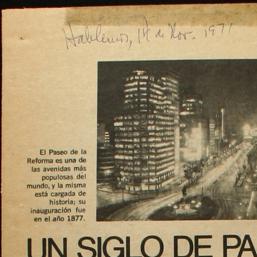 Hablemos, 14 de Nov. 1971
El Paseo de la
Reforma es una de
las avenidas más
populosas del
mundo, y la misma
está cargada de
historia; su
inauguración fue
en el año 1877.
UN SIGLO DE PA